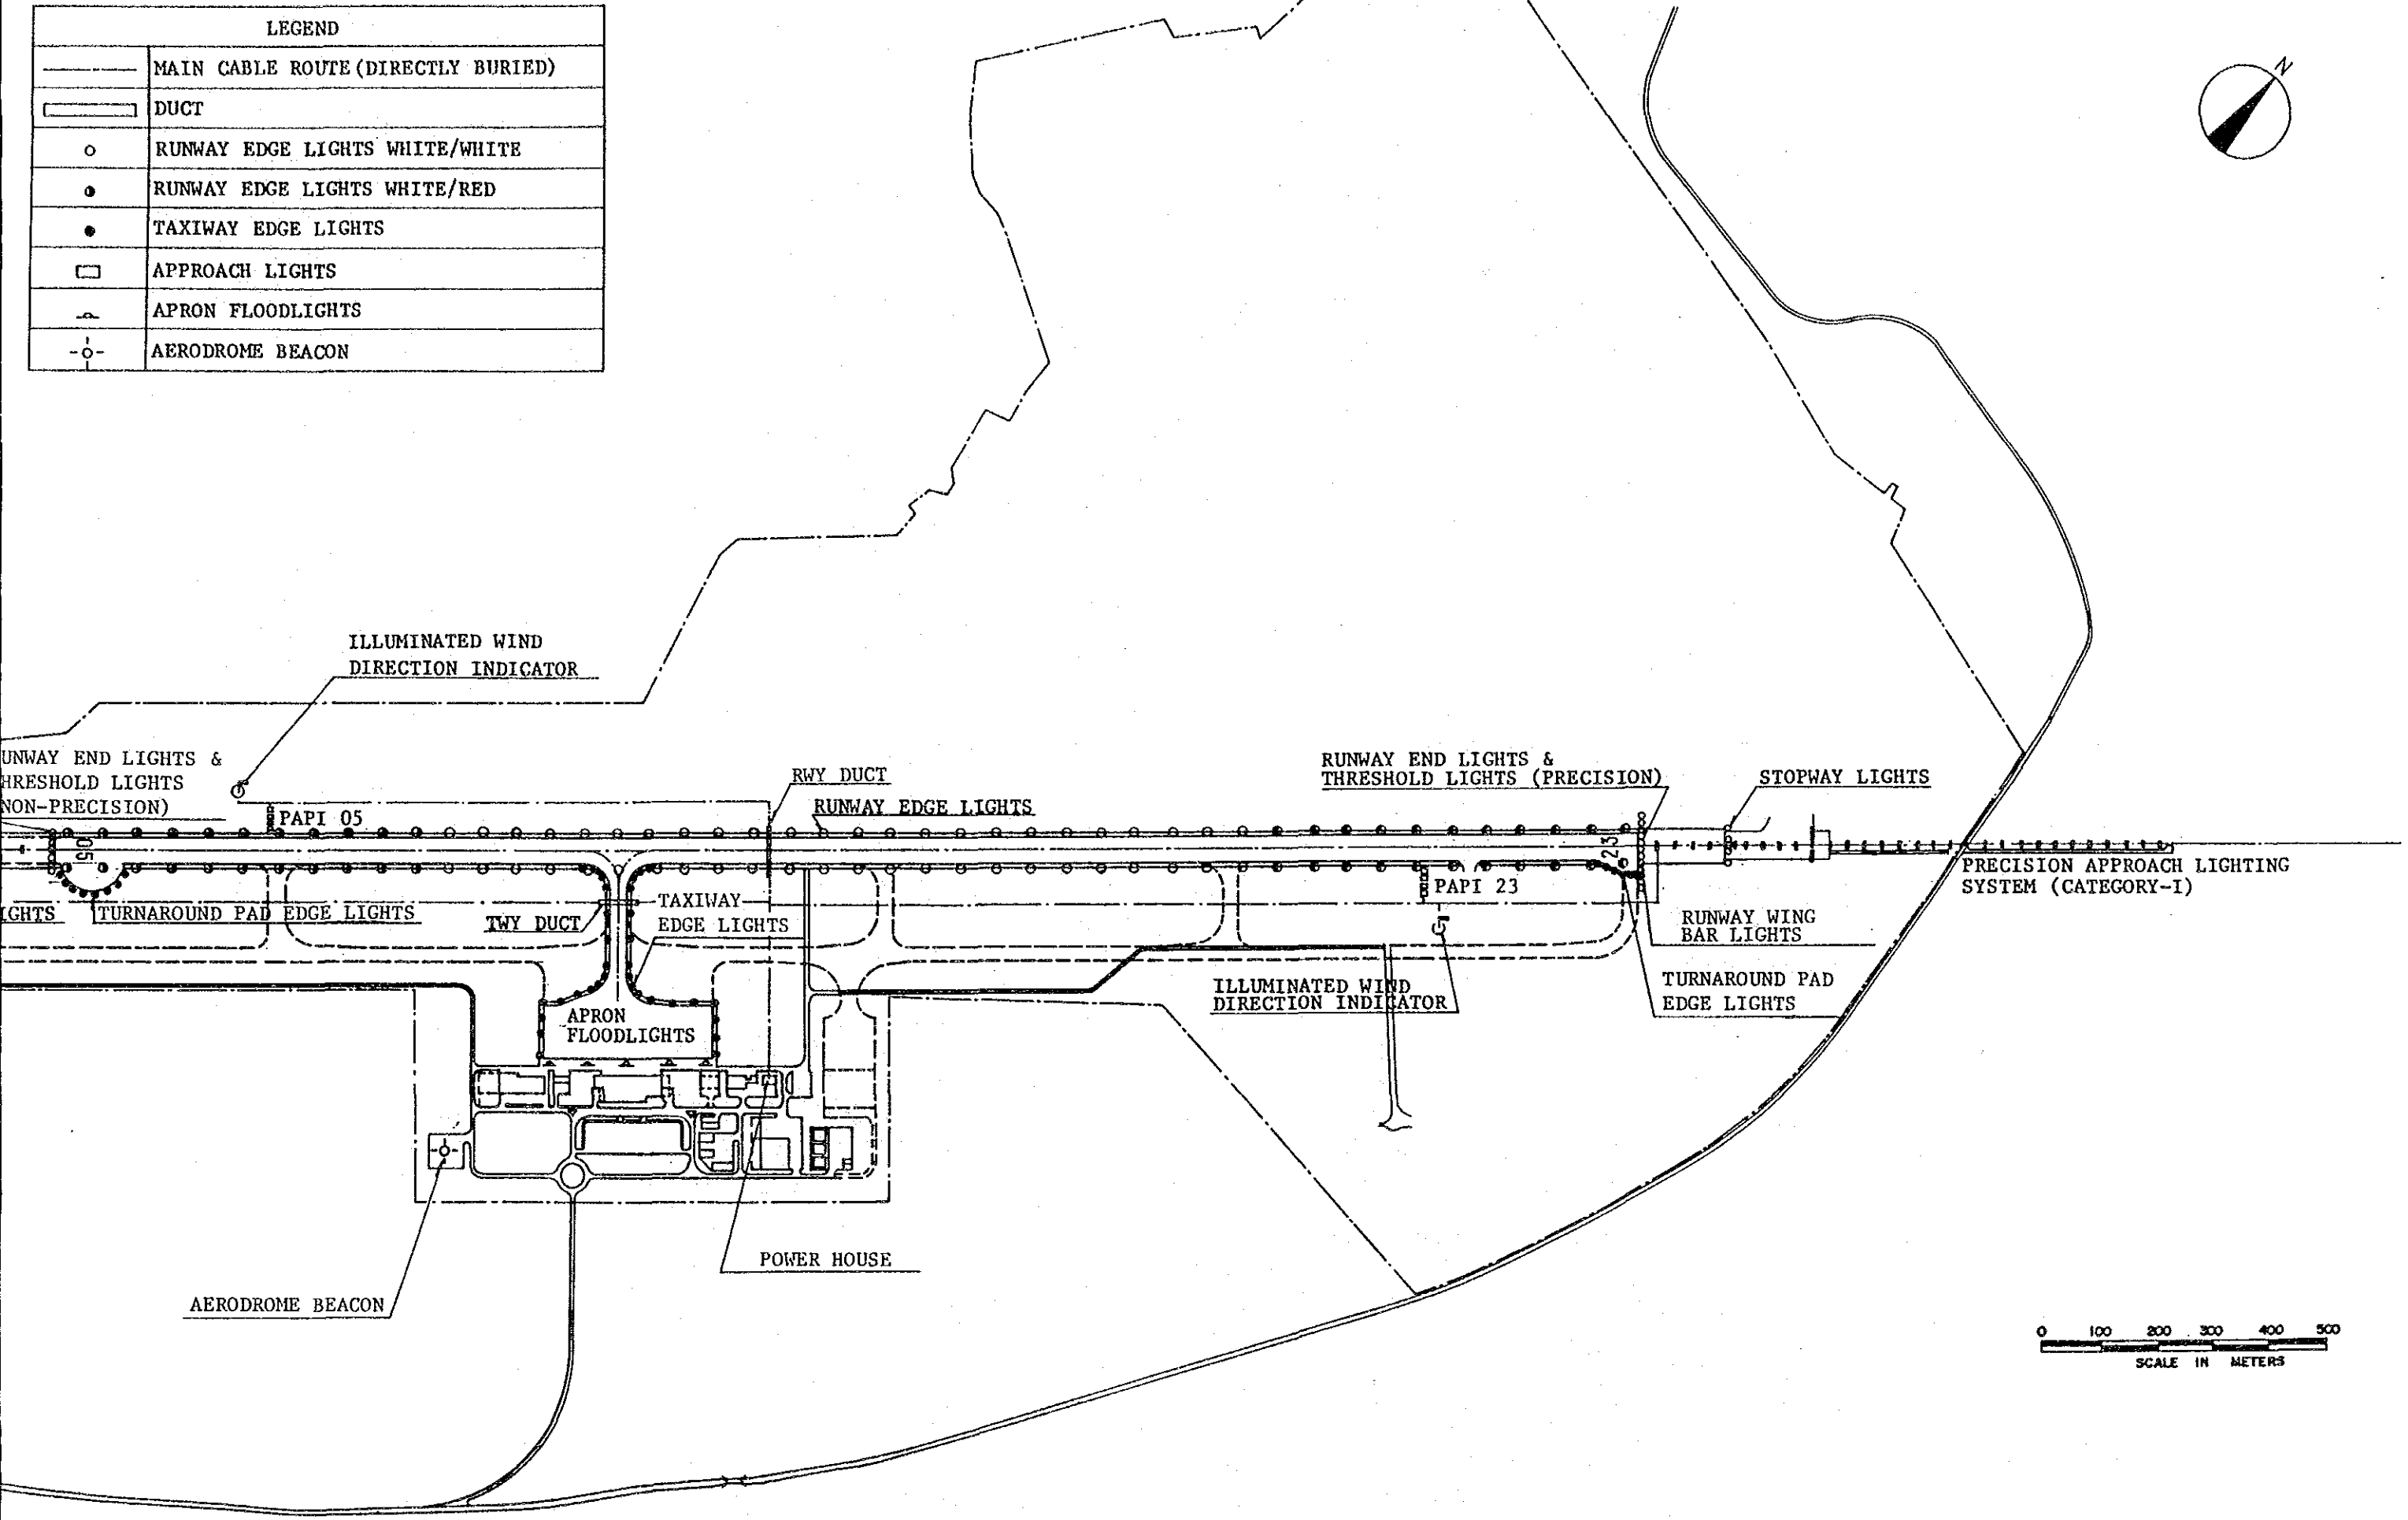 LEGEND
MAIN CABLE ROUTE (DIRECTLY BURIED)
DUCT
RUNWAY EDGE LIGHTS WHITE/WHITE
RUNWAY EDGE LIGHTS WHITE/RED
TAXIWAY EDGE LIGHTS
APPROACH LIGHTS
APRON FLOODLIGHTS
AERODROME BEACON
N
ILLUMINATED WIND
DIRECTION INDICATOR
UNWAY END LIGHTS &
HRESHOLD LIGHTS
NON-PRECISION)
PAPI 05
05
RWY DUCT
RUNWAY EDGE LIGHTS
RUNWAY END LIGHTS &
THRESHOLD LIGHTS (PRECISION)
STOPWAY LIGHTS
23
PRECISION APPROACH LIGHTING
SYSTEM (CATEGORY-I)
PAPI 23
IGHTS
TURNAROUND PAD EDGE LIGHTS
TWY DUCT
TAXIWAY
EDGE LIGHTS
RUNWAY WING
BAR LIGHTS
ILLUMINATED WIND
DIRECTION INDICATOR
TURNAROUND PAD
EDGE LIGHTS
APRON
FLOODLIGHTS
POWER HOUSE
AERODROME BEACON
0 100 200 300 400 500
SCALE IN METERS